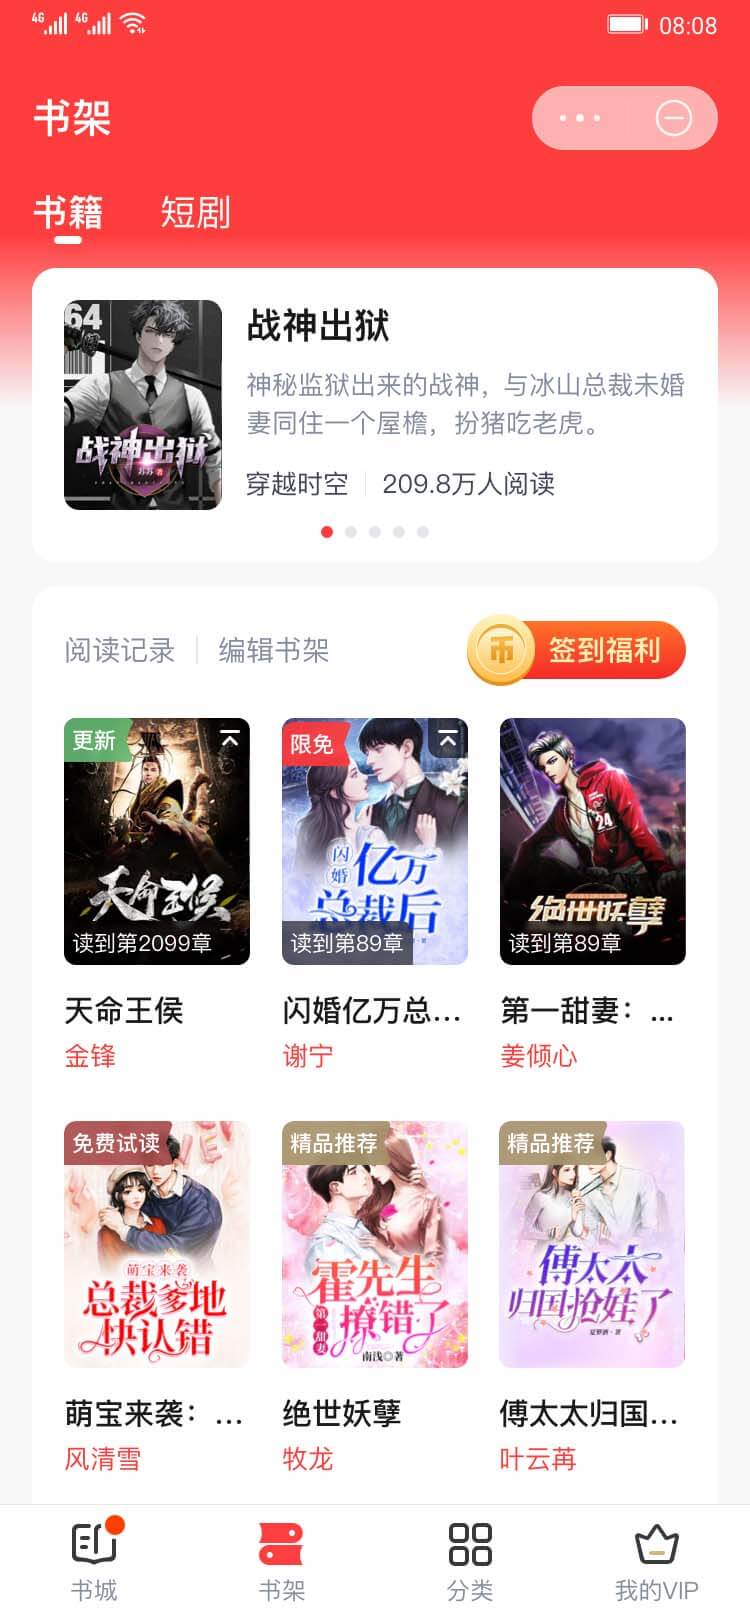 4G 4G 08:08
书架
书籍 短剧
64
战神出狱
苏苏 著
战神出狱
神秘监狱出来的战神，与冰山总裁未婚
妻同住一个屋檐，扮猪吃老虎。
穿越时空 209.8万人阅读
阅读记录 编辑书架
币 签到福利
更新
天命王侯
读到第2099章
限免
闪婚
亿万
总裁后
读到第89章
24
绝世妖孽
读到第89章
天命王侯 闪婚亿万总... 第一甜妻：...
金锋 谢宁 姜倾心
免费试读
萌宝来袭
总裁爹地
快认错
精品推荐
霍先生
第一甜妻
撩错了
南浅◎著
精品推荐
傅太太
归国抢娃了
萌宝来袭：... 绝世妖孽 傅太太归国...
风清雪 牧龙 叶云苒
书城 书架 分类 我的VIP